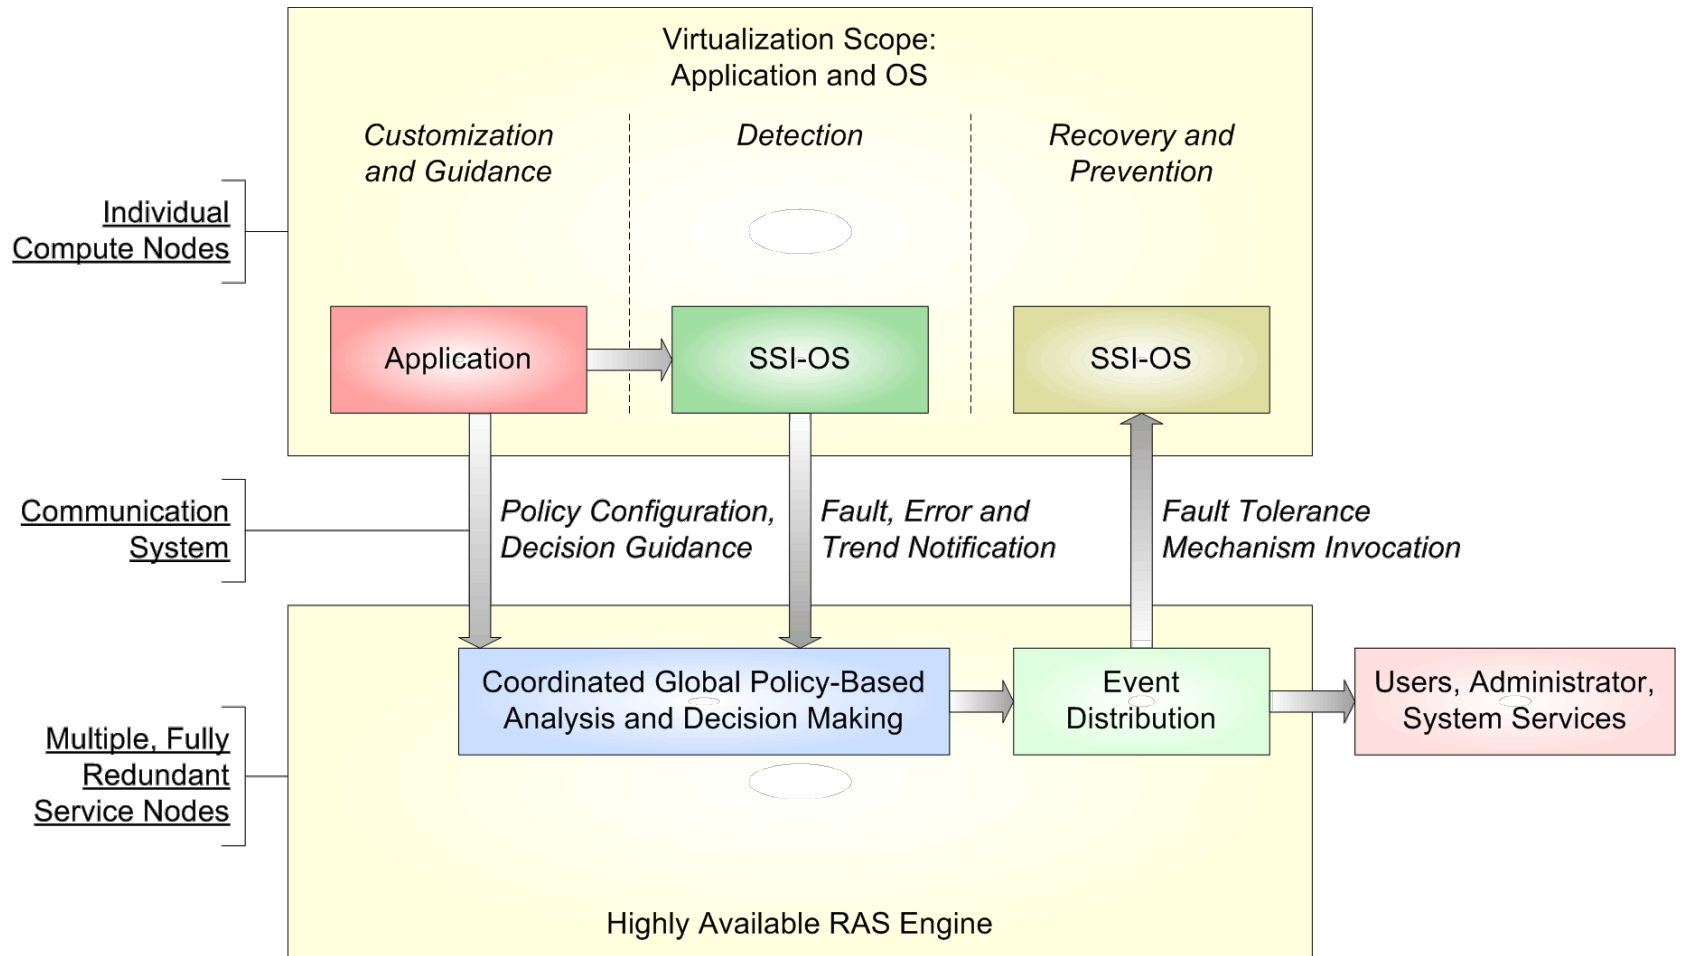 Virtualization Scope:
Application and OS
Customization
and Guidance
Detection
Recovery and
Prevention
Individual
Compute Nodes
Application
SSI-OS
SSI-OS
Communication
System
Policy Configuration,
Decision Guidance
Fault, Error and
Trend Notification
Fault Tolerance
Mechanism Invocation
Multiple, Fully
Redundant
Service Nodes
Coordinated Global Policy-Based
Analysis and Decision Making
Event
Distribution
Users, Administrator,
System Services
Highly Available RAS Engine